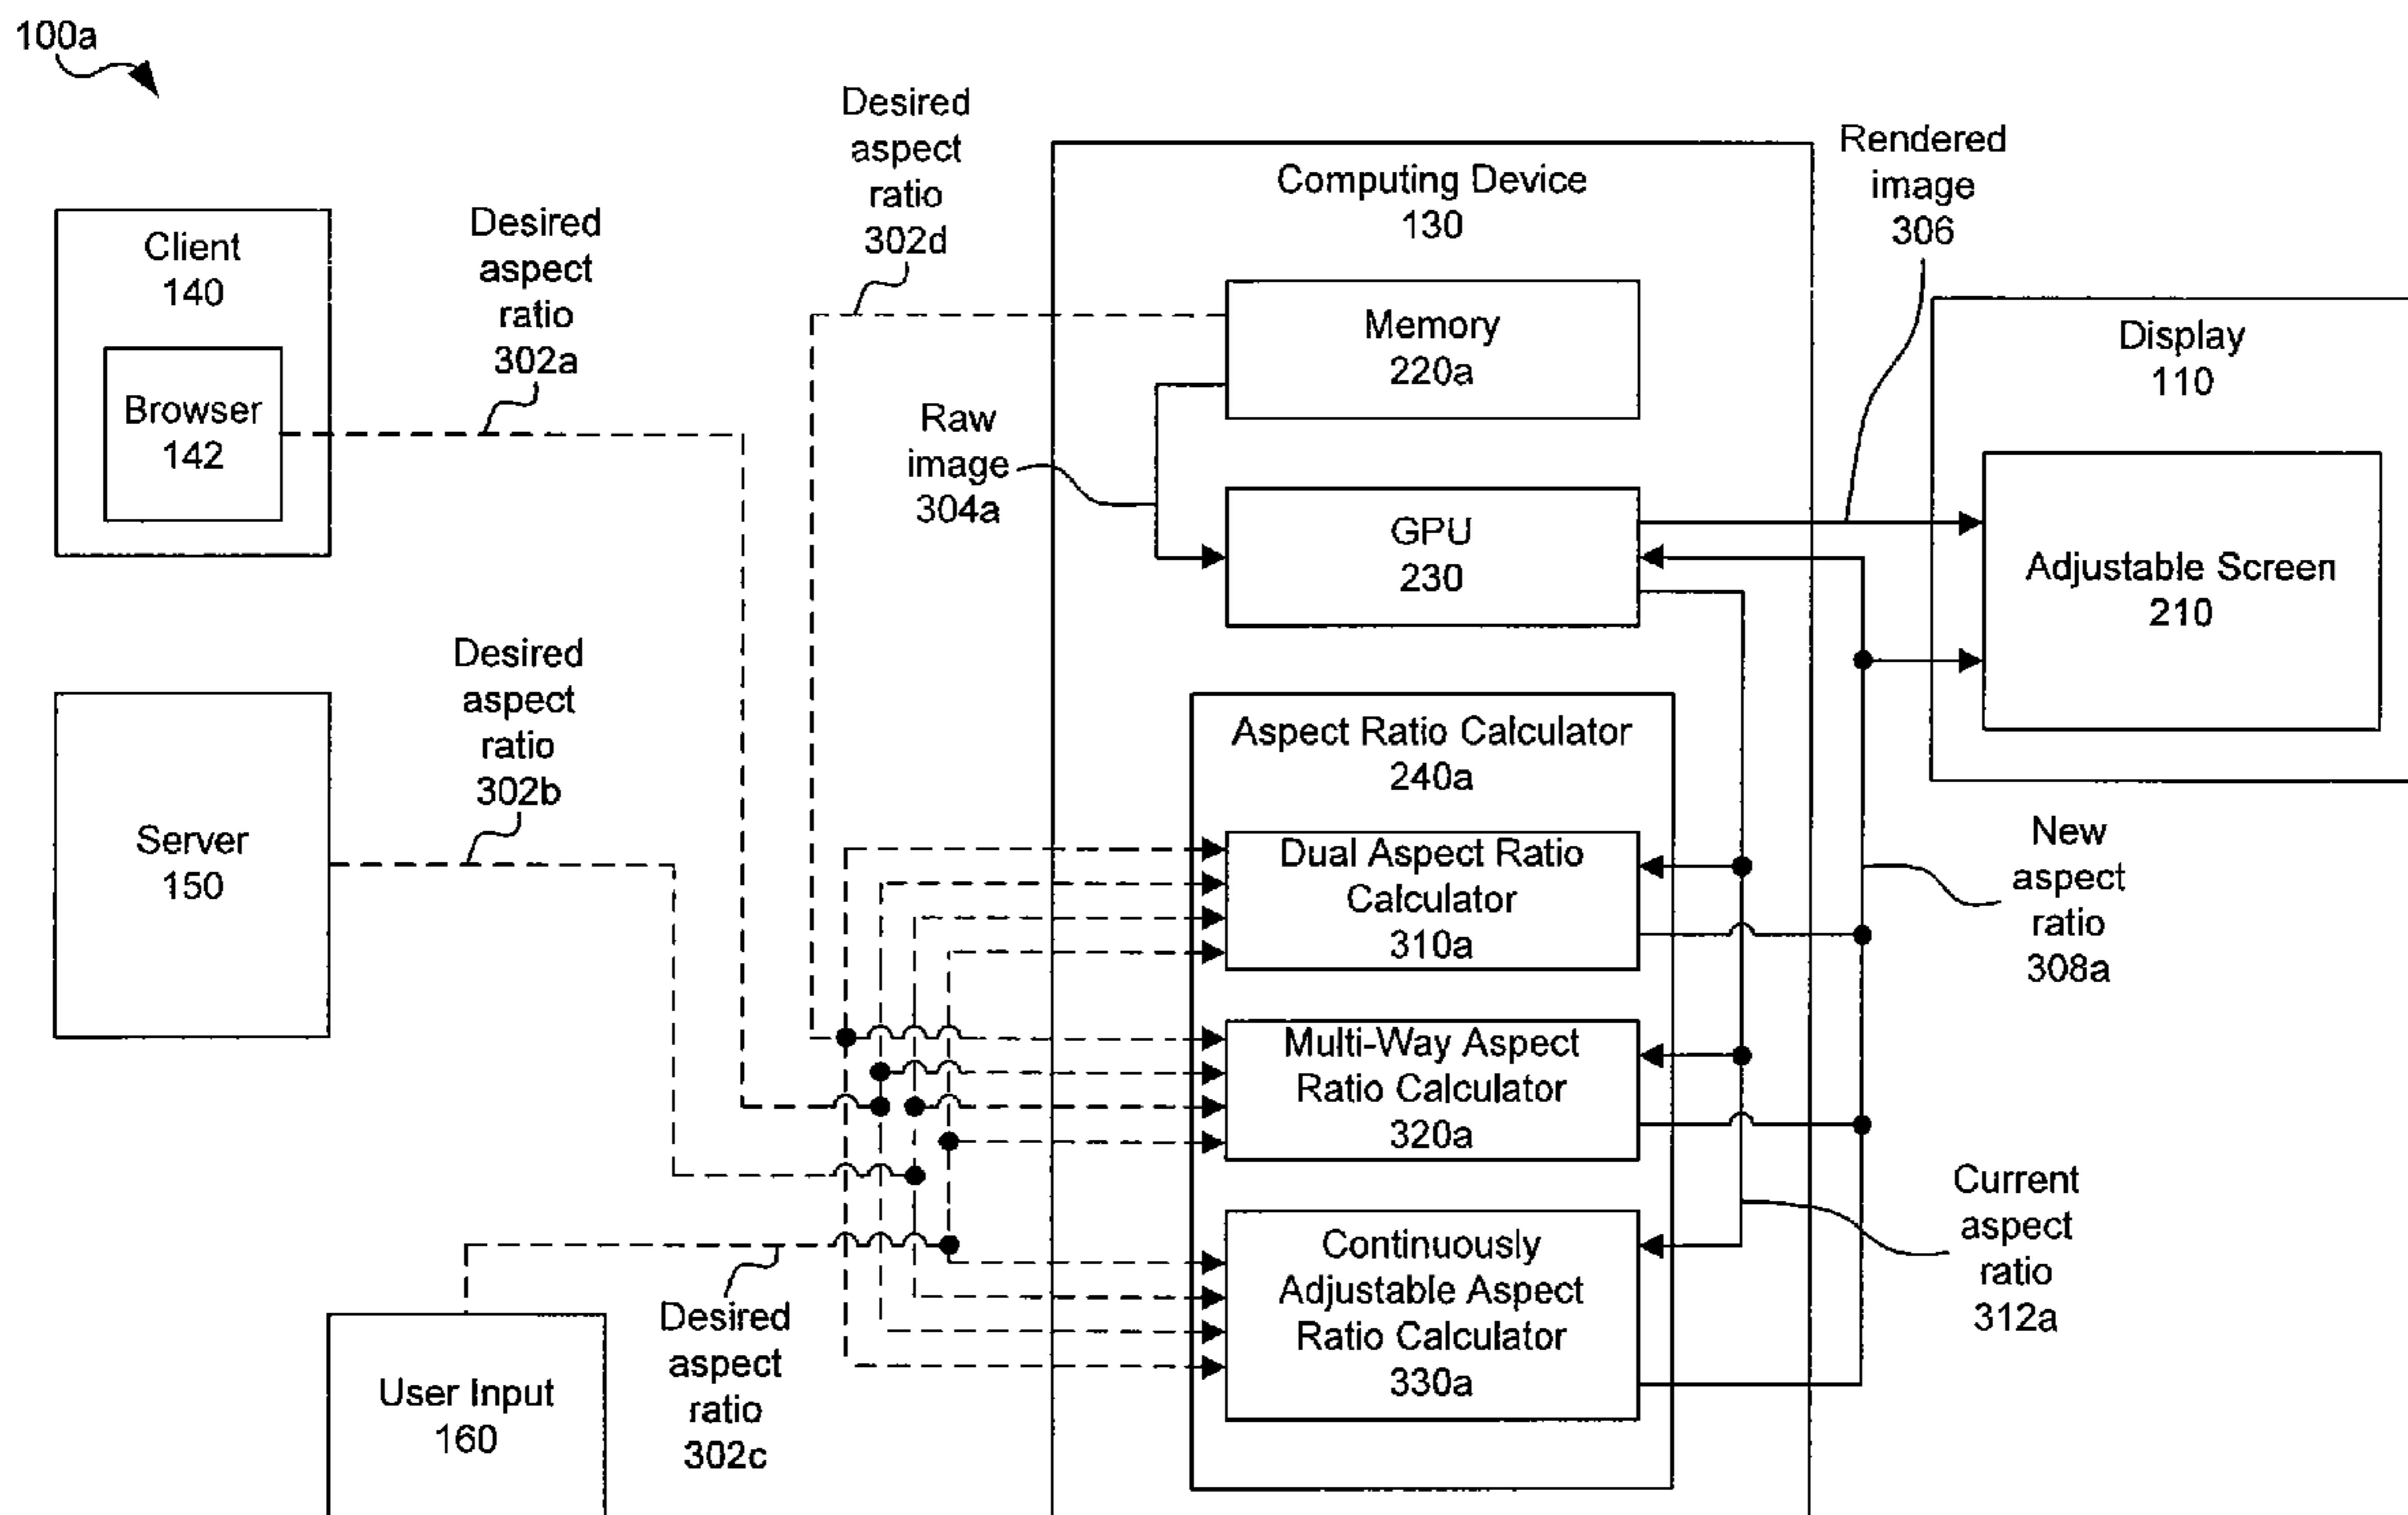 100a
Desired
aspect
ratio
302d
Computing Device
130
Rendered
image
306
Client
140
Browser
142
Desired
aspect
ratio
302a
Memory
220a
Display
110
Raw
image
304a
GPU
230
Adjustable Screen
210
Desired
aspect
ratio
302b
Server
150
Aspect Ratio Calculator
240a
Dual Aspect Ratio
Calculator
310a
New
aspect
ratio
308a
Multi-Way Aspect
Ratio Calculator
320a
Current
aspect
ratio
312a
Continuously
Adjustable Aspect
Ratio Calculator
330a
Desired
aspect
ratio
302c
User Input
160